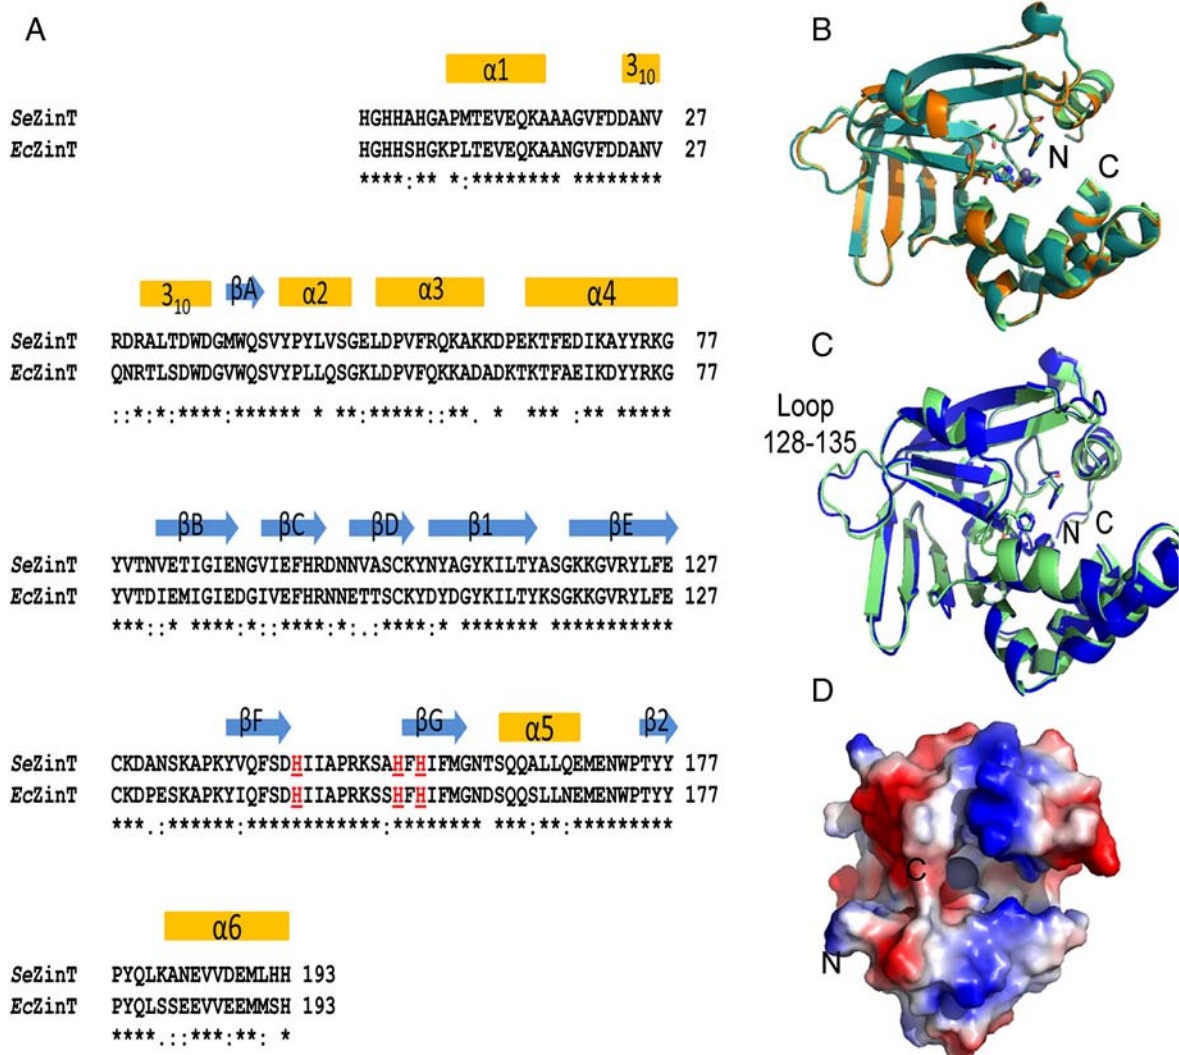 A
α1 3₁₀
SeZinT HGHHAHGAPMTEVEQKAAAGVFDDANV 27
EcZinT HGHHSHGKPLTEVEQKAANGVFDDANV 27
****:** *:******** *********
3₁₀ βA α2 α3 α4
SeZinT RDRALTDWDGMWQSVYPYLVSGELDPVFRQKAKKDPEKTFEDIKAYYRKG 77
EcZinT QNRTLSDWDGVWQSVYPLLQSGKLDPVFQKKADADKTKTFAEIKDYYRKG 77
::*:*:****:****** * **:*****::**. * *** :** *****
βB βC βD β1 βE
SeZinT YVTNVETIGIENGVIEFHRDNNVASCKYNYAGYKILTYASGKKGVRYLFE 127
EcZinT YVTDIEMIGIEDGIVEFHRNNETTSCKYDYDGYKILTYKSGKKGVRYLFE 127
***::* ****:*::****:*:.:****:* ******* ***********
βF βG α5 β2
SeZinT CKDANSKAPKYVQFSDHIIAPRKSAHFHIFMGNTSQQALLQEMENWPTYY 177
EcZinT CKDPESKAPKYIQFSDHIIAPRKSSHFHIFMGNDSQQSLLNEMENWPTYY 177
***.:******:************:******** ***:**:*********
α6
SeZinT PYQLKANEVVDEMLHH 193
EcZinT PYQLSSEEVVEEMMSH 193
****.::***:**: *
B
N
C
C
Loop
128-135
N
C
D
C
N